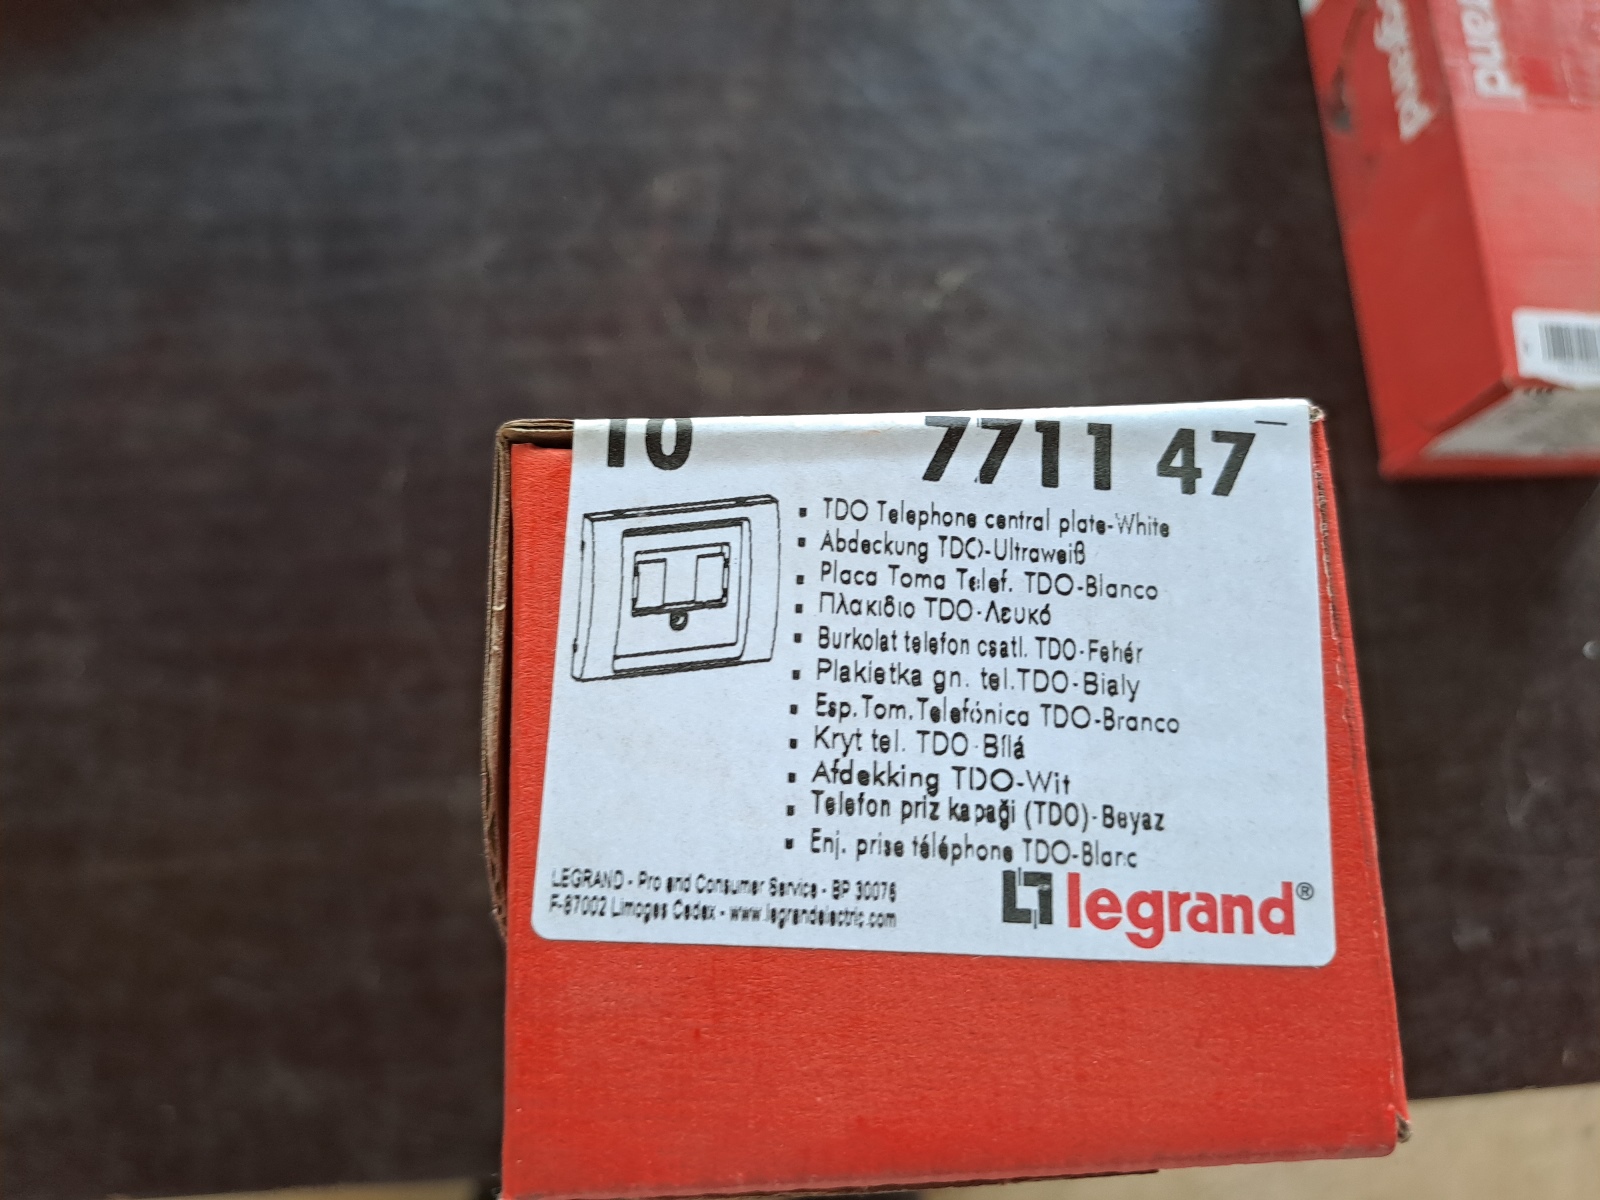 10 7711 47
▪ TDO Telephone central plate-White
▪ Abdeckung TDO-Ultraweiß
▪ Placa Toma Telef. TDO-Blanco
▪ Πλακιδιο TDO-Λευκό
▪ Burkolat telefon csatl. TDO-Fehér
▪ Plakietka gn. tel.TDO-Bialy
▪ Esp.Tom.Telefónica TDO-Branco
▪ Kryt tel. TDO-Bílá
▪ Afdekking TDO-Wit
▪ Telefon priz kapaği (TDO)-Beyaz
▪ Enj. prise téléphone TDO-Blanc
LEGRAND - Pro and Consumer Service - BP 30076
F-87002 Limoges Cedex - www.legrandelectric.com
legrand®